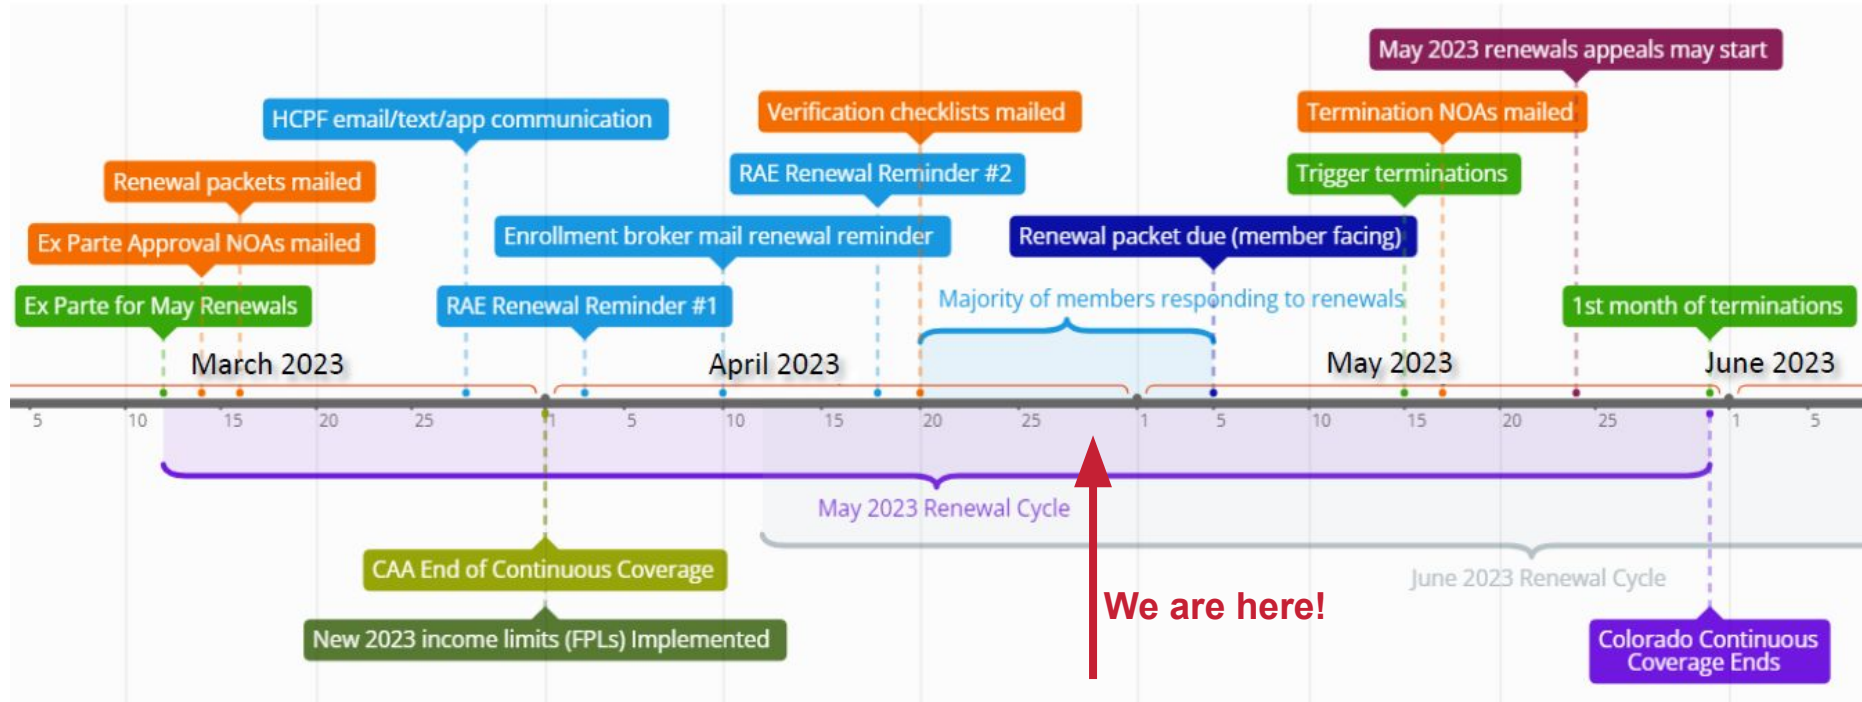 May 2023 renewals appeals may start
HCPF email/text/app communication
Verification checklists mailed
Termination NOAs mailed
Renewal packets mailed
RAE Renewal Reminder #2
Trigger terminations
Ex Parte Approval NOAs mailed
Enrollment broker mail renewal reminder
Renewal packet due (member facing)
Ex Parte for May Renewals
RAE Renewal Reminder #1
Majority of members responding to renewals
1st month of terminations
March 2023
April 2023
May 2023
June 2023
5 10 15 20 25 1 5 10 15 20 25 1 5 10 15 20 25 1 5
May 2023 Renewal Cycle
CAA End of Continuous Coverage
June 2023 Renewal Cycle
We are here!
New 2023 income limits (FPLs) Implemented
Colorado Continuous
Coverage Ends